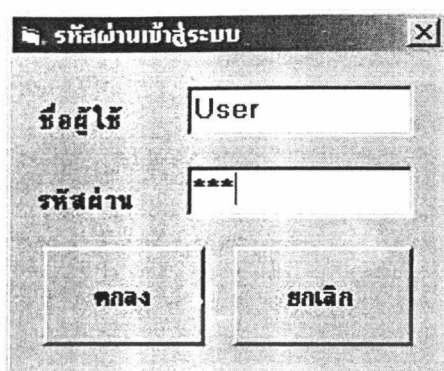 รหัสผ่านเข้าสู่ระบบ
ชื่อผู้ใช้ User
รหัสผ่าน ***
ตกลง ยกเลิก